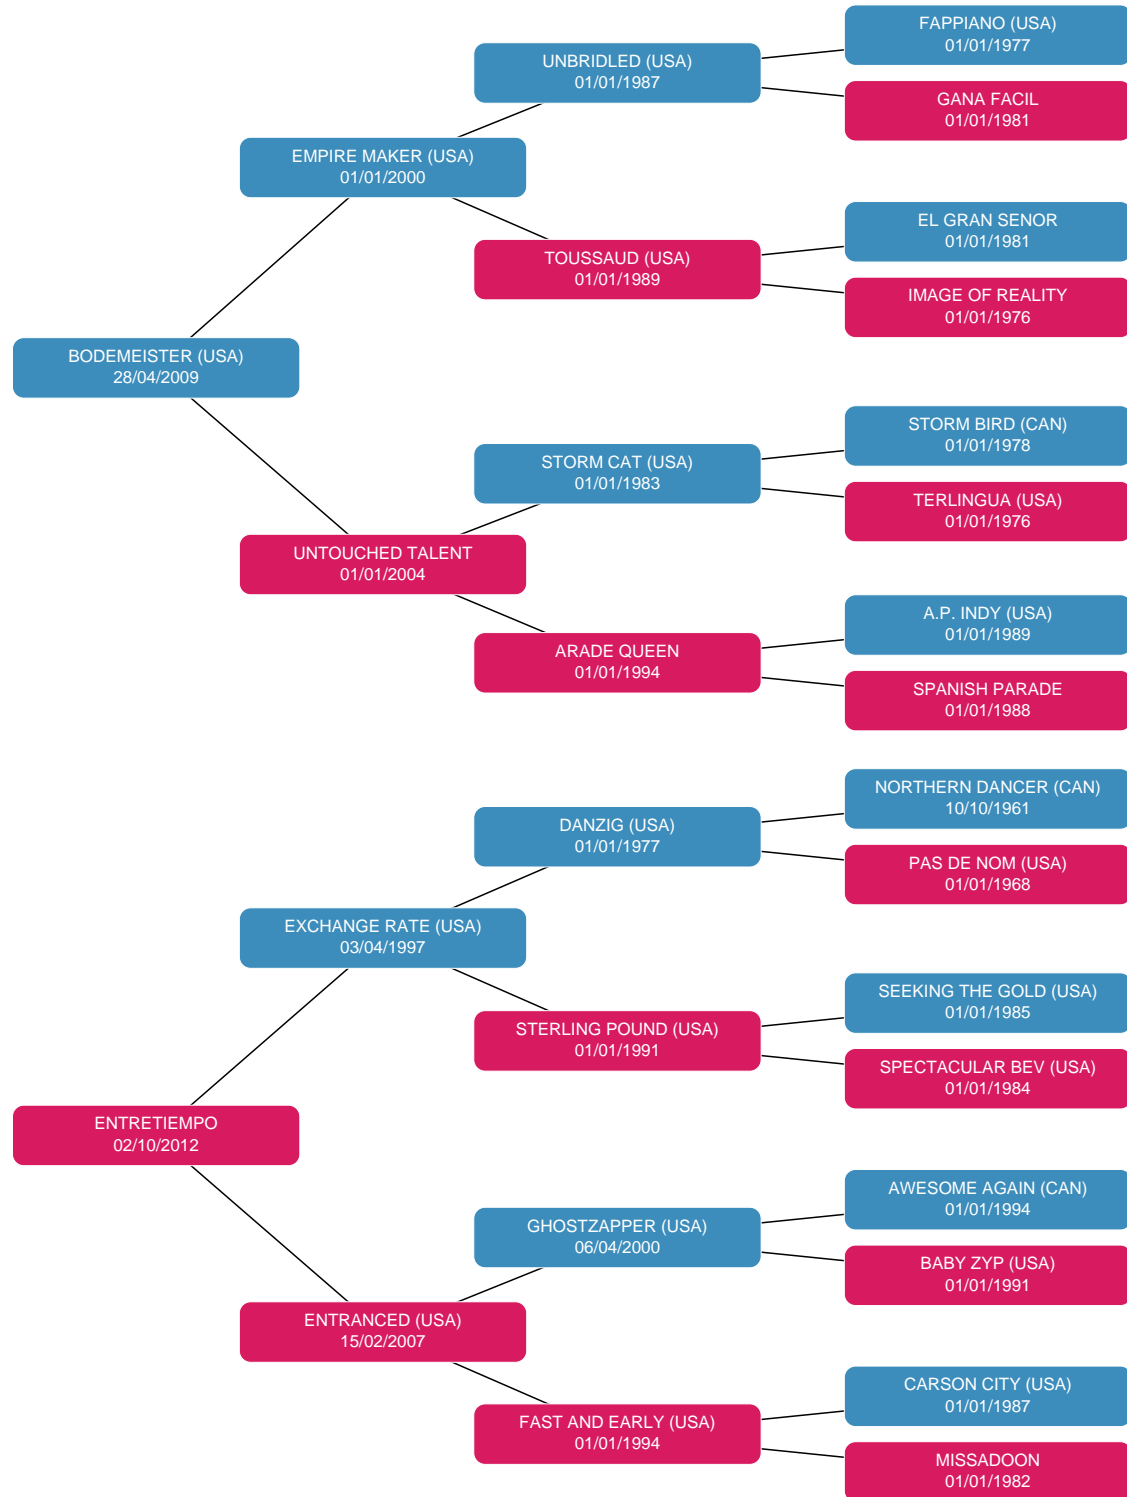 FAPPIANO (USA)
01/01/1977
UNBRIDLED (USA)
01/01/1987
GANA FACIL
01/01/1981
EMPIRE MAKER (USA)
01/01/2000
EL GRAN SENOR
01/01/1981
TOUSSAUD (USA)
01/01/1989
IMAGE OF REALITY
01/01/1976
BODEMEISTER (USA)
28/04/2009
STORM BIRD (CAN)
01/01/1978
STORM CAT (USA)
01/01/1983
TERLINGUA (USA)
01/01/1976
UNTOUCHED TALENT
01/01/2004
A.P. INDY (USA)
01/01/1989
ARADE QUEEN
01/01/1994
SPANISH PARADE
01/01/1988
NORTHERN DANCER (CAN)
10/10/1961
DANZIG (USA)
01/01/1977
PAS DE NOM (USA)
01/01/1968
EXCHANGE RATE (USA)
03/04/1997
SEEKING THE GOLD (USA)
01/01/1985
STERLING POUND (USA)
01/01/1991
SPECTACULAR BEV (USA)
01/01/1984
ENTRETIEMPO
02/10/2012
AWESOME AGAIN (CAN)
01/01/1994
GHOSTZAPPER (USA)
06/04/2000
BABY ZYP (USA)
01/01/1991
ENTRANCED (USA)
15/02/2007
CARSON CITY (USA)
01/01/1987
FAST AND EARLY (USA)
01/01/1994
MISSADOON
01/01/1982